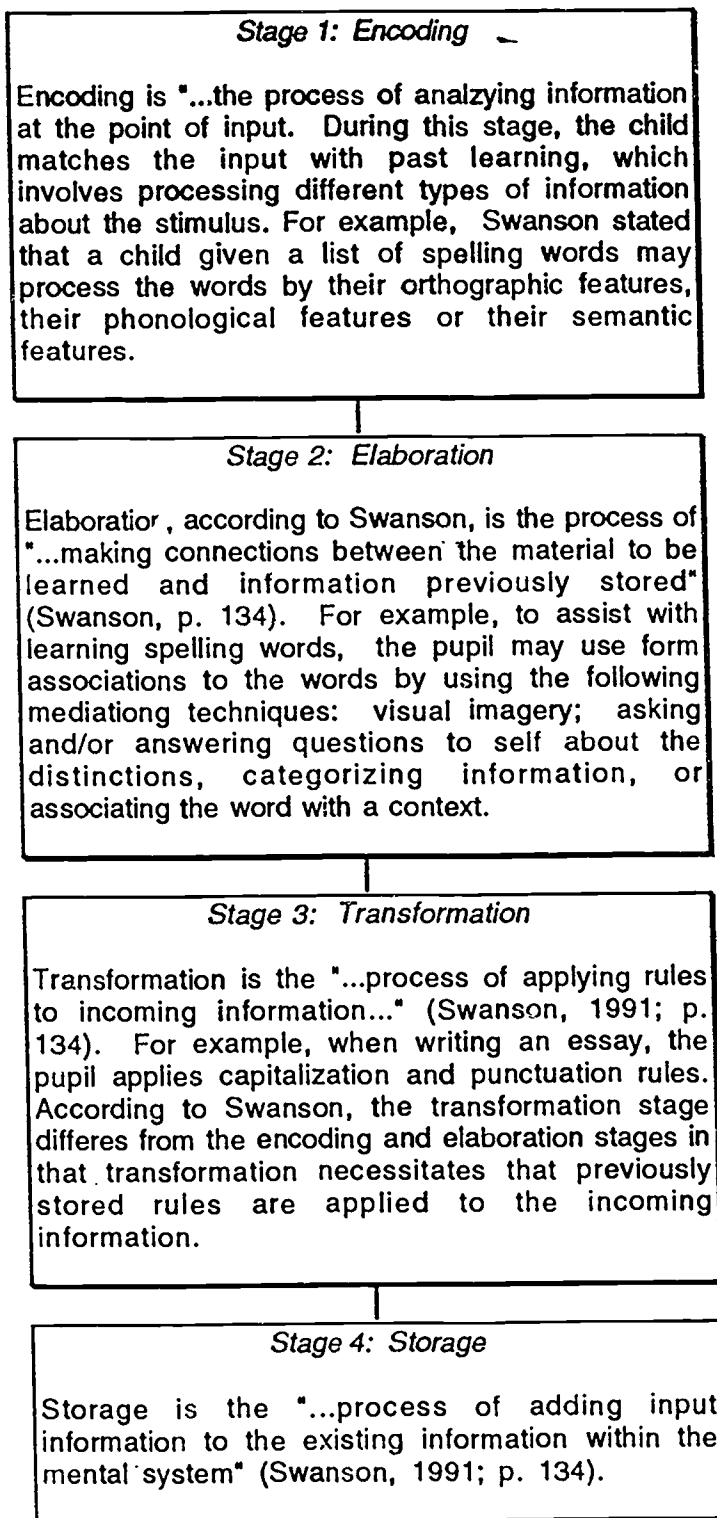 Stage 1: Encoding
Encoding is "...the process of analzying information
at the point of input. During this stage, the child
matches the input with past learning, which
involves processing different types of information
about the stimulus. For example, Swanson stated
that a child given a list of spelling words may
process the words by their orthographic features,
their phonological features or their semantic
features.
Stage 2: Elaboration
Elaboration, according to Swanson, is the process of
"...making connections between the material to be
learned and information previously stored"
(Swanson, p. 134). For example, to assist with
learning spelling words, the pupil may use form
associations to the words by using the following
mediationg techniques: visual imagery; asking
and/or answering questions to self about the
distinctions, categorizing information, or
associating the word with a context.
Stage 3: Transformation
Transformation is the "...process of applying rules
to incoming information..." (Swanson, 1991; p.
134). For example, when writing an essay, the
pupil applies capitalization and punctuation rules.
According to Swanson, the transformation stage
differes from the encoding and elaboration stages in
that transformation necessitates that previously
stored rules are applied to the incoming
information.
Stage 4: Storage
Storage is the "...process of adding input
information to the existing information within the
mental system" (Swanson, 1991; p. 134).